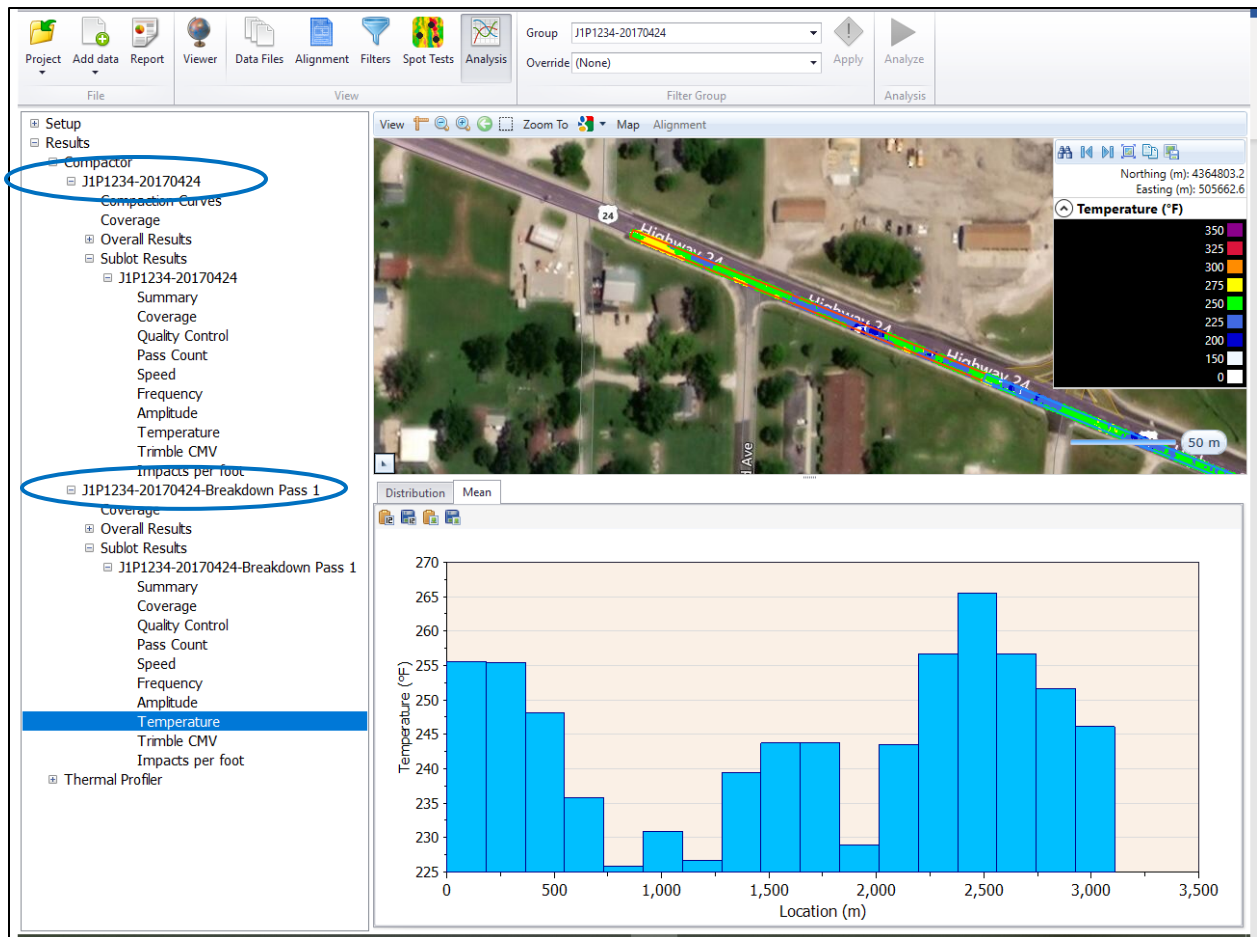 Project Add data Report Viewer Data Files Alignment Filters Spot Tests Analysis
Group J1P1234-20170424
Override (None)
Apply Analyze
File View Filter Group Analysis
Setup
Results
Compactor
J1P1234-20170424
Compaction Curves
Coverage
Overall Results
Sublot Results
J1P1234-20170424
Summary
Coverage
Quality Control
Pass Count
Speed
Frequency
Amplitude
Temperature
Trimble CMV
Impacts per foot
J1P1234-20170424-Breakdown Pass 1
Coverage
Overall Results
Sublot Results
J1P1234-20170424-Breakdown Pass 1
Summary
Coverage
Quality Control
Pass Count
Speed
Frequency
Amplitude
Temperature
Trimble CMV
Impacts per foot
Thermal Profiler
View Zoom To Map Alignment
Northing (m): 4364803.2
Easting (m): 505662.6
Temperature (°F)
350
325
300
275
250
225
200
150
0
24
Highway 24
Highway 24
Highway 24
Ave
50 m
Distribution Mean
270
265
260
255
250
245
240
235
230
225
Temperature (°F)
0 500 1,000 1,500 2,000 2,500 3,000 3,500
Location (m)